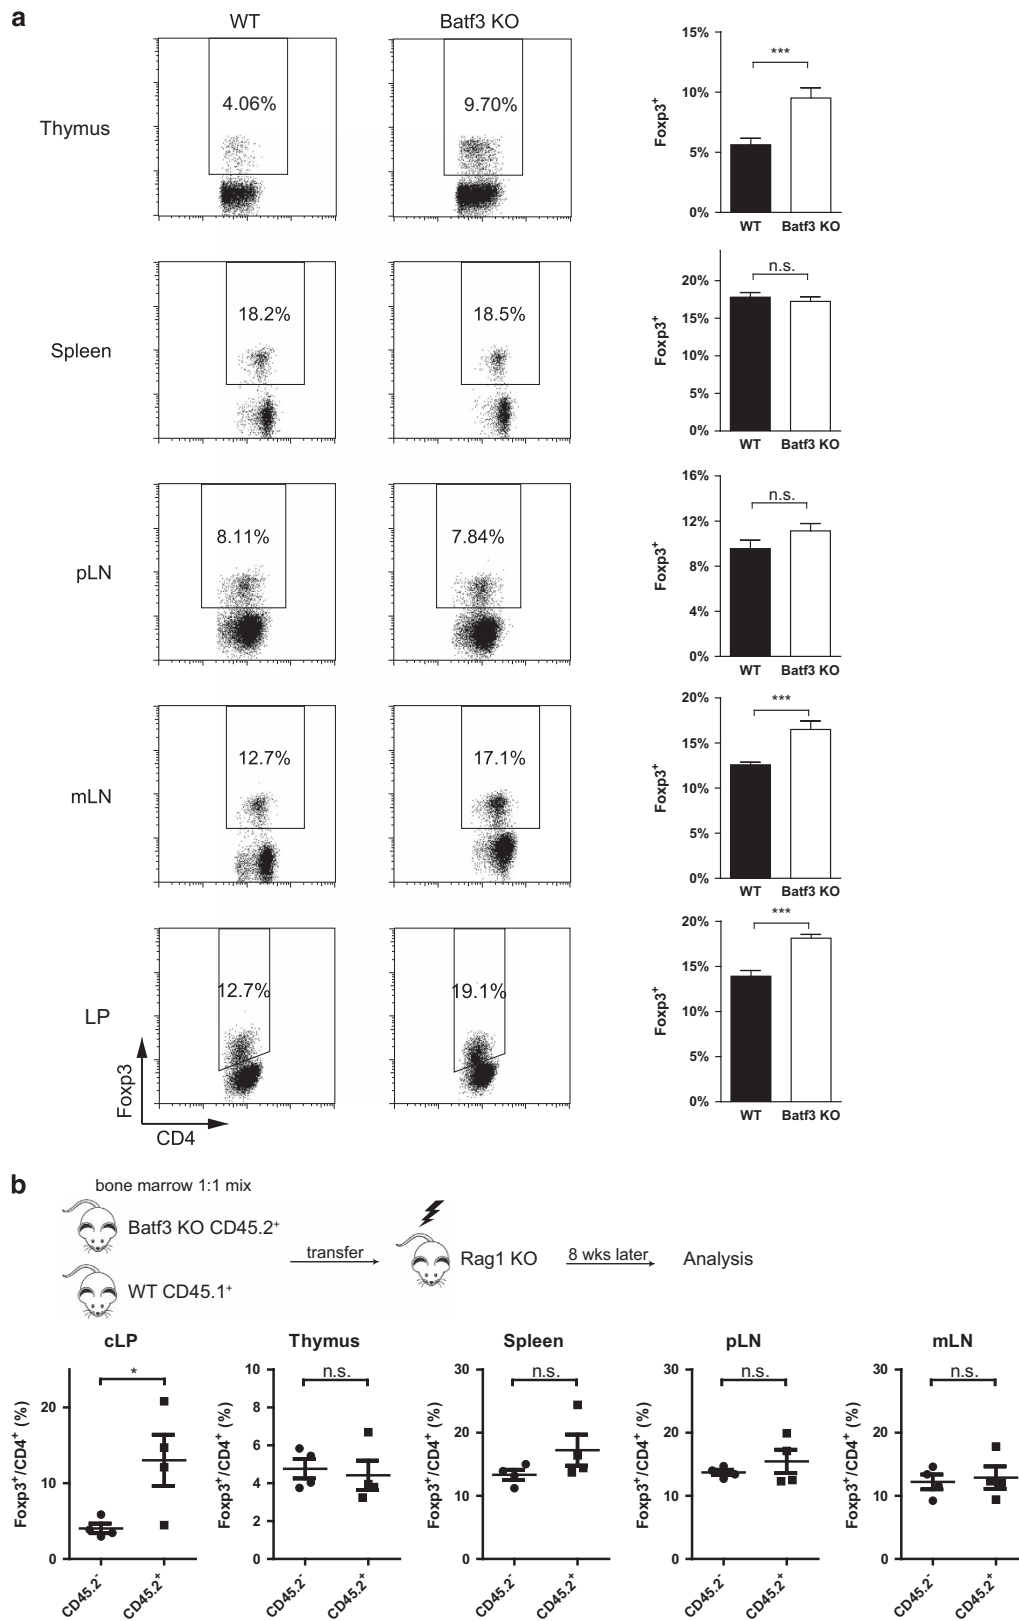 a
WT
Batf3 KO
Thymus
4.06%
9.70%
15%
10%
5%
0%
Foxp3+
***
WT
Batf3 KO
Spleen
18.2%
18.5%
20%
15%
10%
5%
0%
Foxp3+
n.s.
WT
Batf3 KO
pLN
8.11%
7.84%
16%
12%
8%
4%
0%
Foxp3+
n.s.
WT
Batf3 KO
mLN
12.7%
17.1%
20%
15%
10%
5%
0%
Foxp3+
***
WT
Batf3 KO
LP
12.7%
19.1%
20%
15%
10%
5%
0%
Foxp3+
***
WT
Batf3 KO
Foxp3
CD4
b
bone marrow 1:1 mix
Batf3 KO CD45.2+
WT CD45.1+
transfer
Rag1 KO
8 wks later
Analysis
cLP
Foxp3+/CD4+ (%)
20
10
0
*
CD45.2-
CD45.2+
Thymus
Foxp3+/CD4+ (%)
10
8
6
4
2
0
n.s.
CD45.2-
CD45.2+
Spleen
Foxp3+/CD4+ (%)
30
20
10
0
n.s.
CD45.2-
CD45.2+
pLN
Foxp3+/CD4+ (%)
30
20
10
0
n.s.
CD45.2-
CD45.2+
mLN
Foxp3+/CD4+ (%)
30
20
10
0
n.s.
CD45.2-
CD45.2+